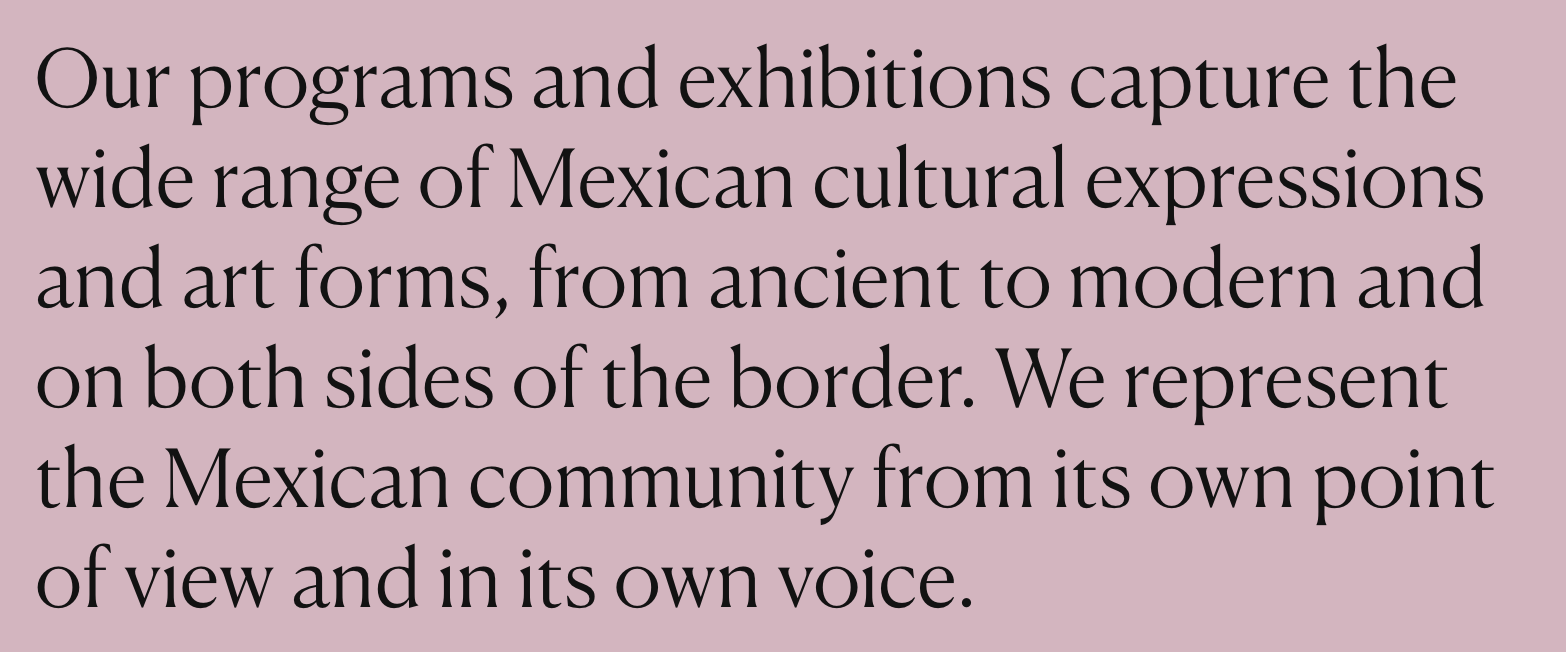 Our programs and exhibitions capture the
wide range of Mexican cultural expressions
and art forms, from ancient to modern and
on both sides of the border. We represent
the Mexican community from its own point
of view and in its own voice.